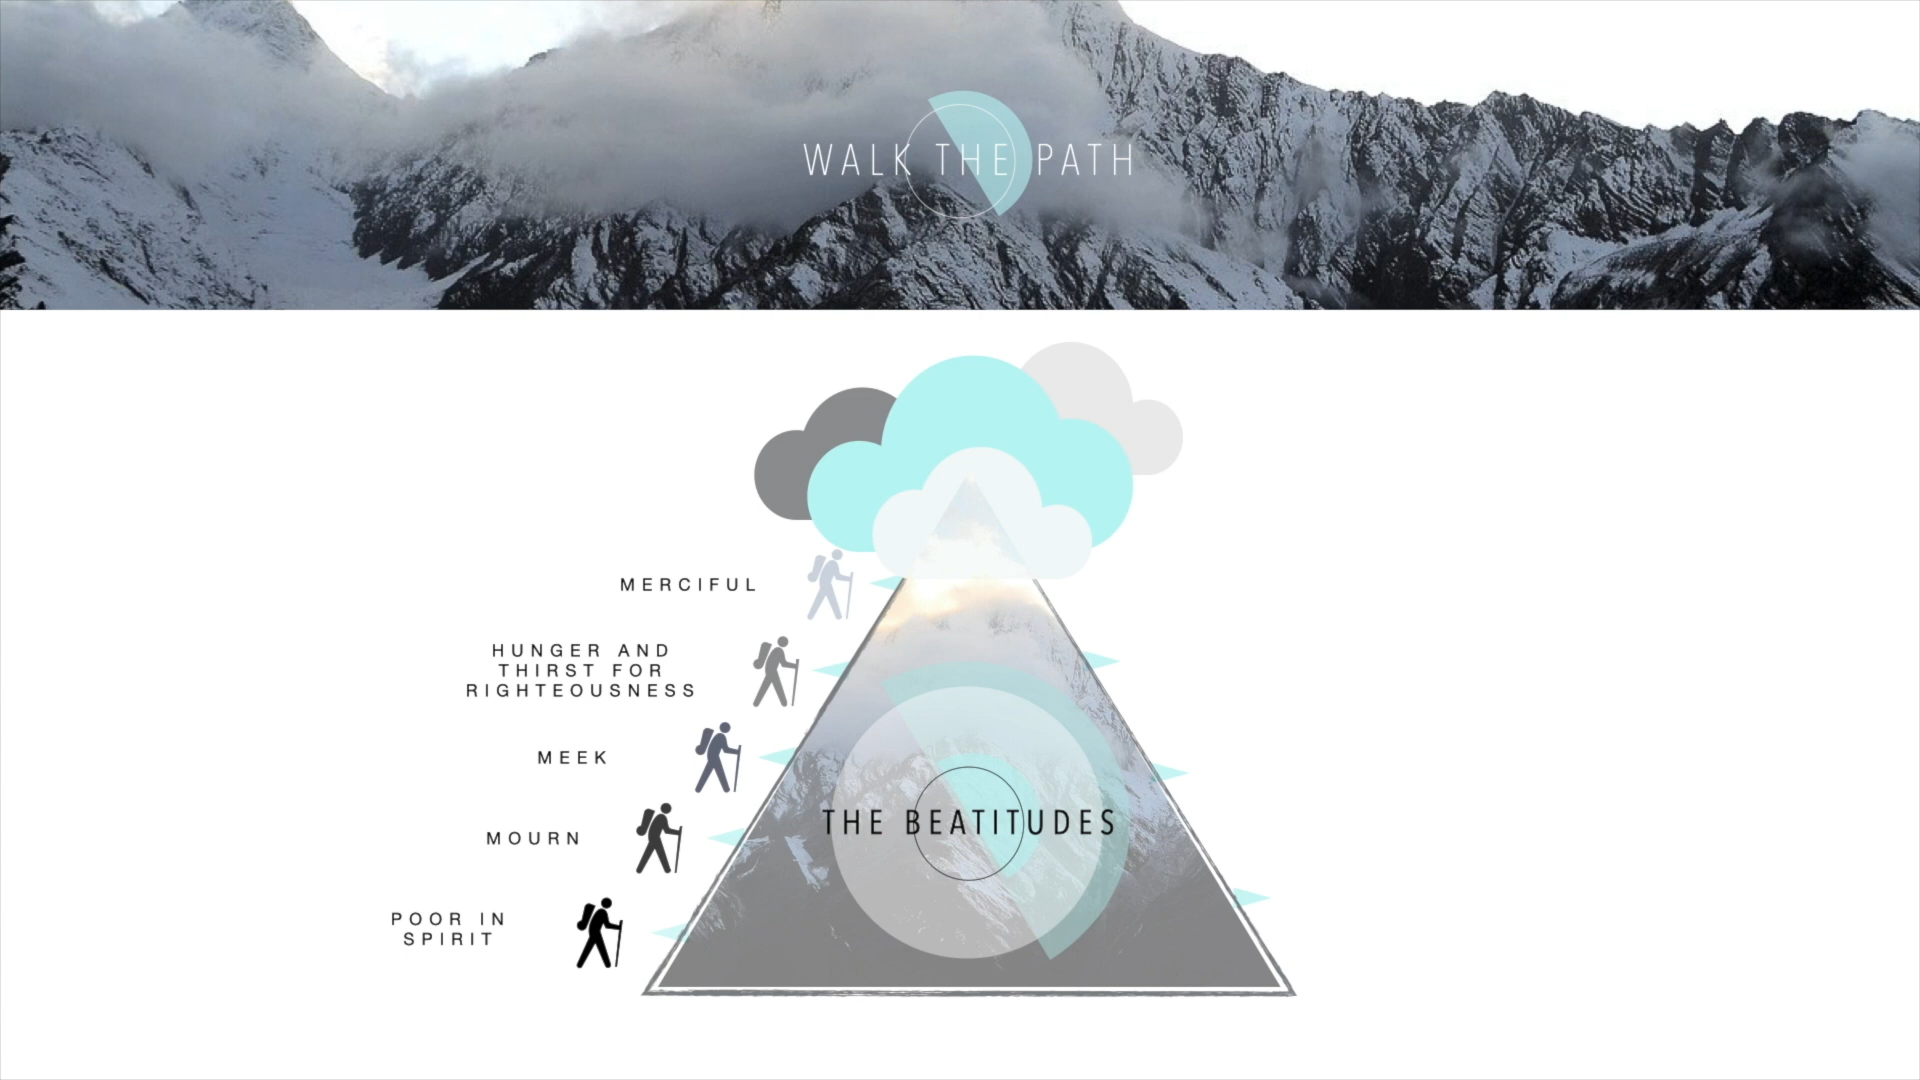 WALK THE PATH
MERCIFUL
HUNGER AND
THIRST FOR
RIGHTEOUSNESS
MEEK
THE BEATITUDES
MOURN
POOR IN
SPIRIT